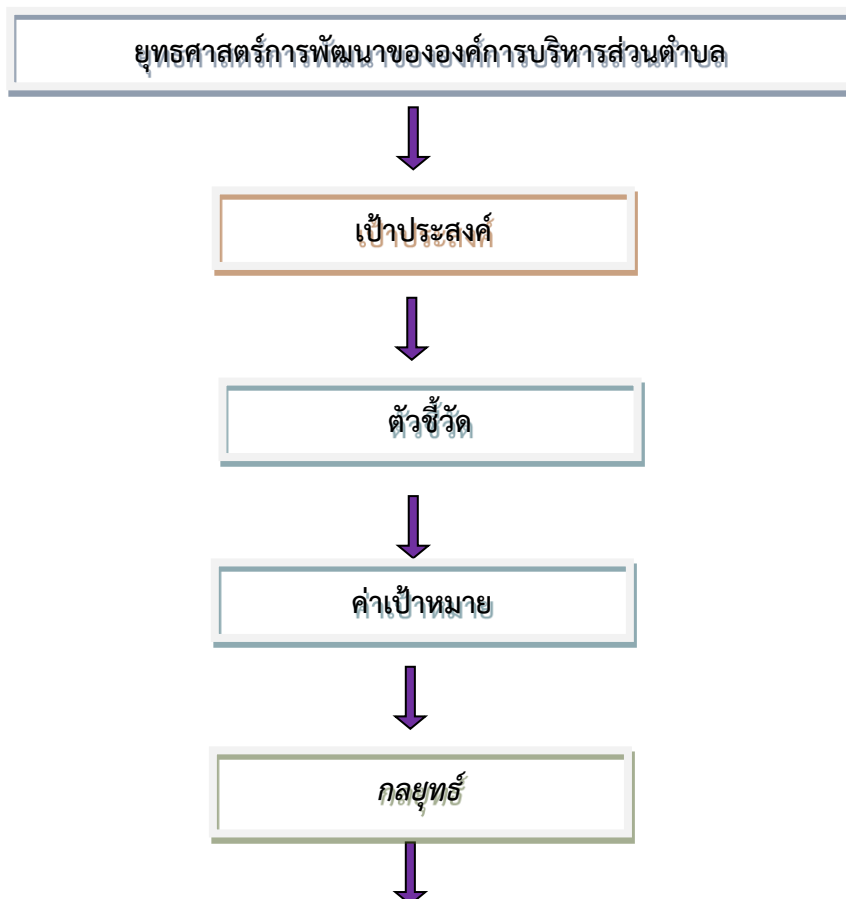 ยุทธศาสตร์การพัฒนาขององค์การบริหารส่วนตำบล
เป้าประสงค์
ตัวชี้วัด
ค่าเป้าหมาย
กลยุทธ์